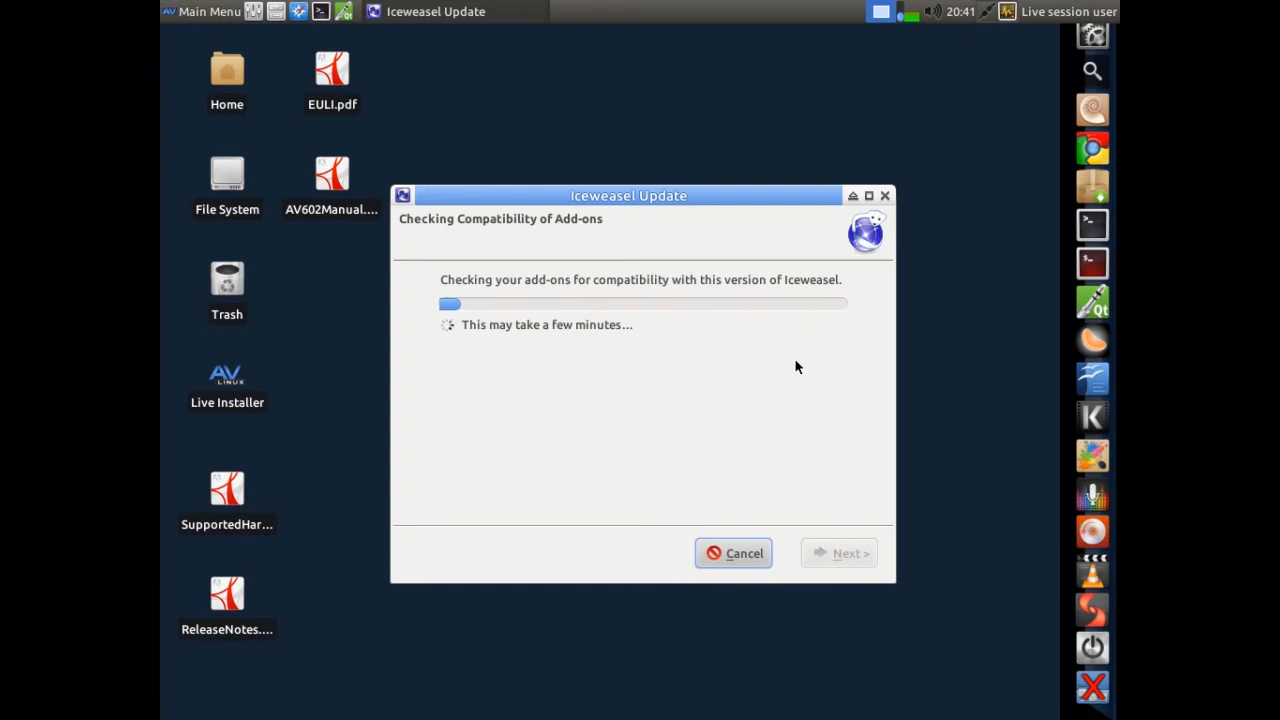 AV Main Menu
Iceweasel Update
20:41
Live session user
Home
EULI.pdf
File System
AV602Manual....
Trash
AV
LINUX
Live Installer
SupportedHar...
ReleaseNotes....
Iceweasel Update
Checking Compatibility of Add-ons
Checking your add-ons for compatibility with this version of Iceweasel.
This may take a few minutes...
Cancel
Next >
Qt
K